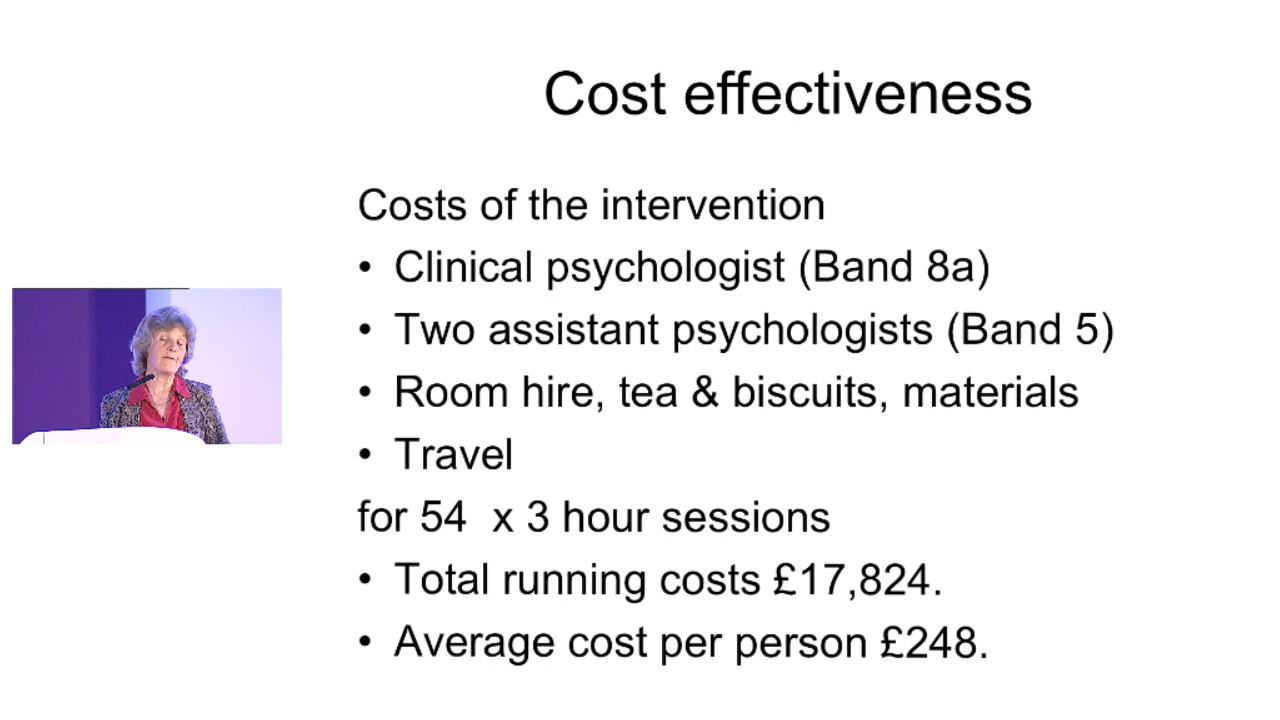 Cost effectiveness
Costs of the intervention
• Clinical psychologist (Band 8a)
• Two assistant psychologists (Band 5)
• Room hire, tea & biscuits, materials
• Travel
for 54  x 3 hour sessions
• Total running costs £17,824.
• Average cost per person £248.